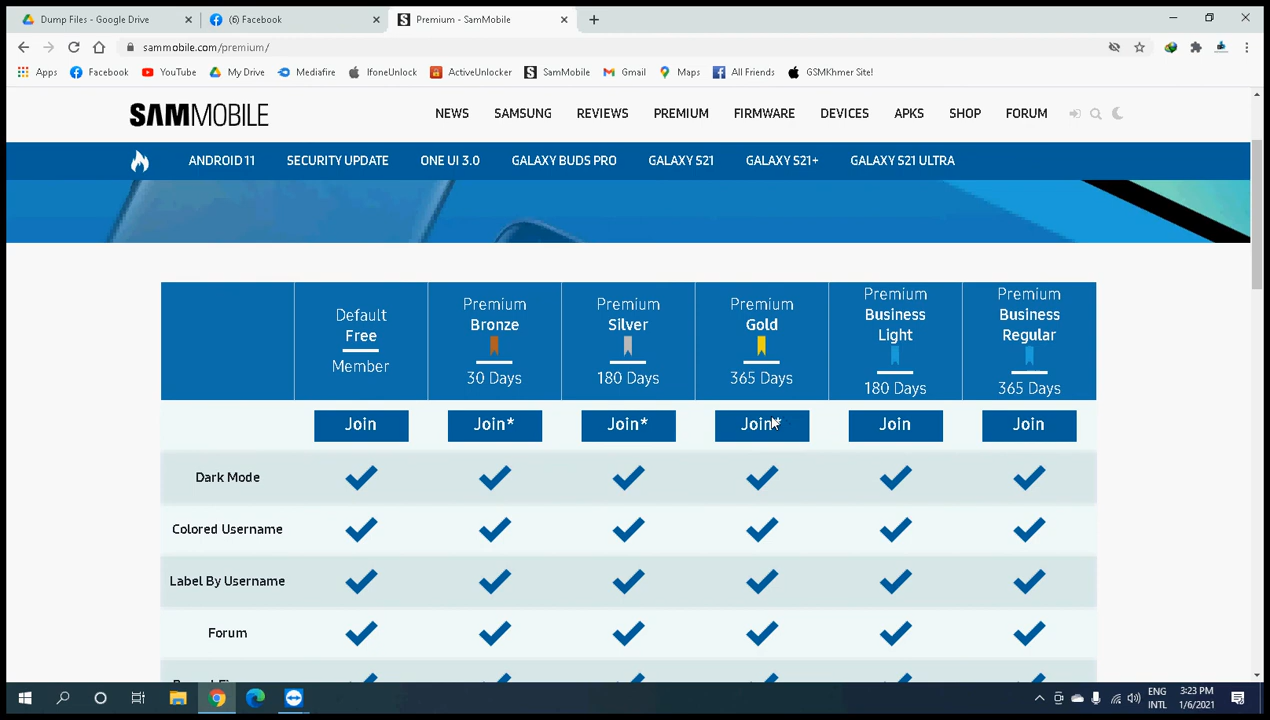 Dump Files - Google Drive
(6) Facebook
Premium - SamMobile
sammobile.com/premium/
Apps
Facebook
YouTube
My Drive
Mediafire
IfoneUnlock
ActiveUnlocker
SamMobile
Gmail
Maps
All Friends
GSMKhmer Site!
SAMMOBILE
NEWS
SAMSUNG
REVIEWS
PREMIUM
FIRMWARE
DEVICES
APKS
SHOP
FORUM
ANDROID 11
SECURITY UPDATE
ONE UI 3.0
GALAXY BUDS PRO
GALAXY S21
GALAXY S21+
GALAXY S21 ULTRA
Default
Free
Member
Premium
Bronze
30 Days
Premium
Silver
180 Days
Premium
Gold
365 Days
Premium
Business
Light
180 Days
Premium
Business
Regular
365 Days
Join
Join*
Join*
Join*
Join
Join
Dark Mode
Colored Username
Label By Username
Forum
ENG
INTL
3:23 PM
1/6/2021